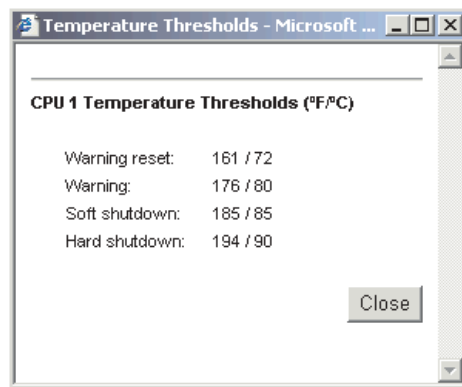 Temperature Thresholds - Microsoft ...
CPU 1 Temperature Thresholds (ºF/ºC)
Warning reset: 161 / 72
Warning: 176 / 80
Soft shutdown: 185 / 85
Hard shutdown: 194 / 90
Close